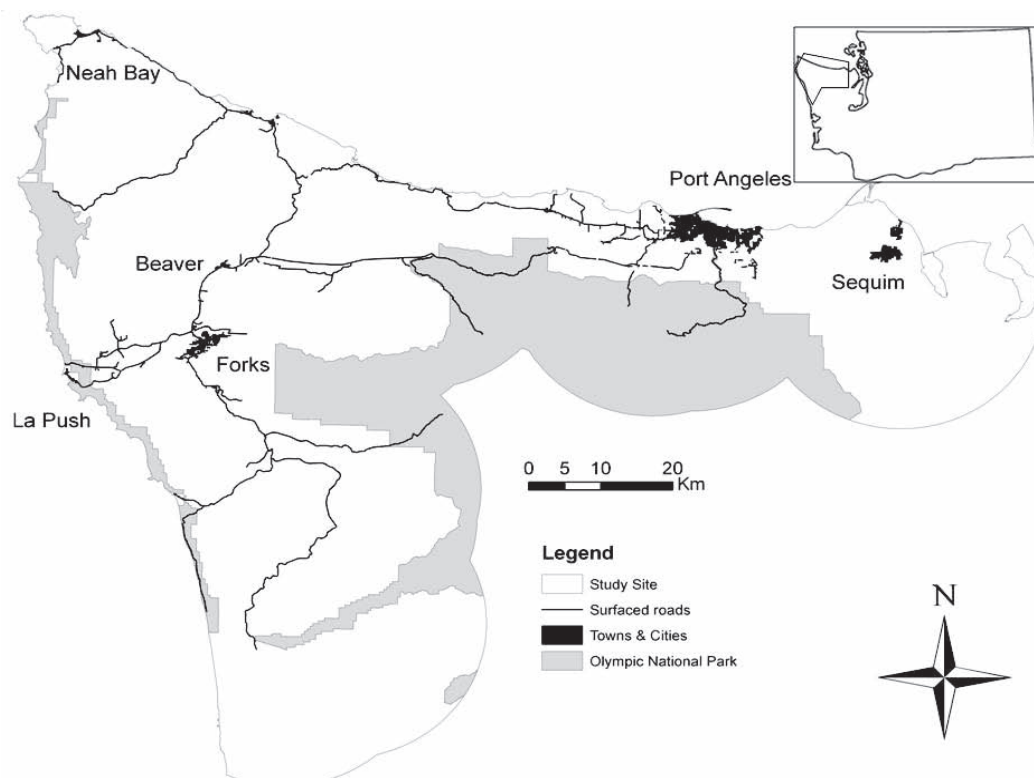 Neah Bay
Port Angeles
Beaver
Sequim
Forks
La Push
0 5 10 20
Km
Legend
Study Site
Surfaced roads
Towns & Cities
Olympic National Park
N